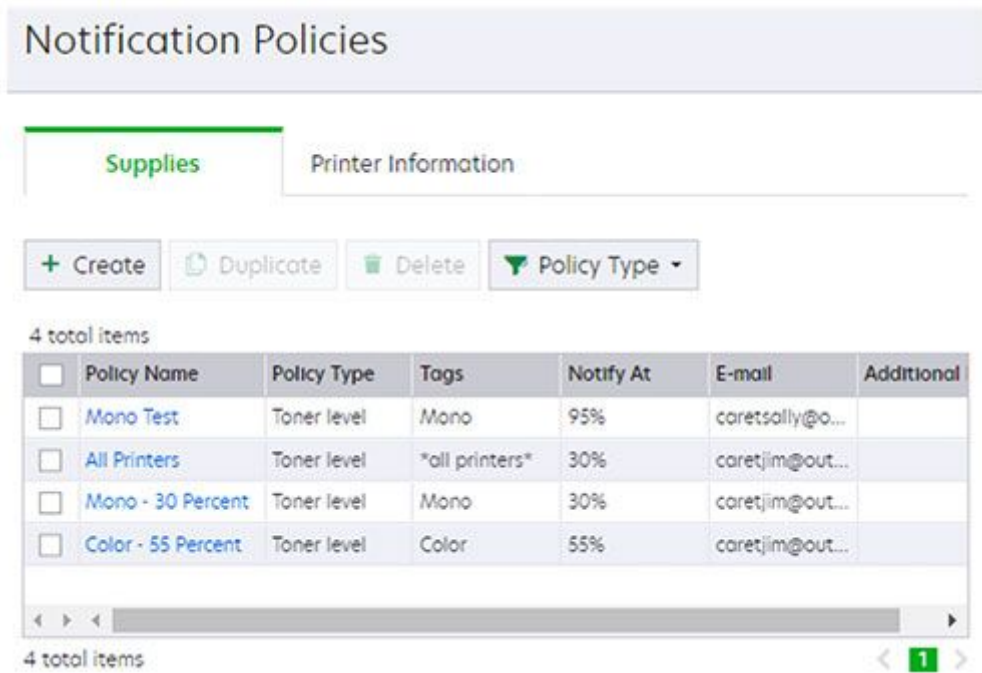 Notification Policies
Supplies Printer Information
+ Create Duplicate Delete Policy Type
4 total items
Policy Name Policy Type Tags Notify At E-mail Additional
Mono Test Toner level Mono 95% caretsally@o...
All Printers Toner level *all printers* 30% caretjim@out...
Mono - 30 Percent Toner level Mono 30% caretjim@out...
Color - 55 Percent Toner level Color 55% caretjim@out...
4 total items < 1 >